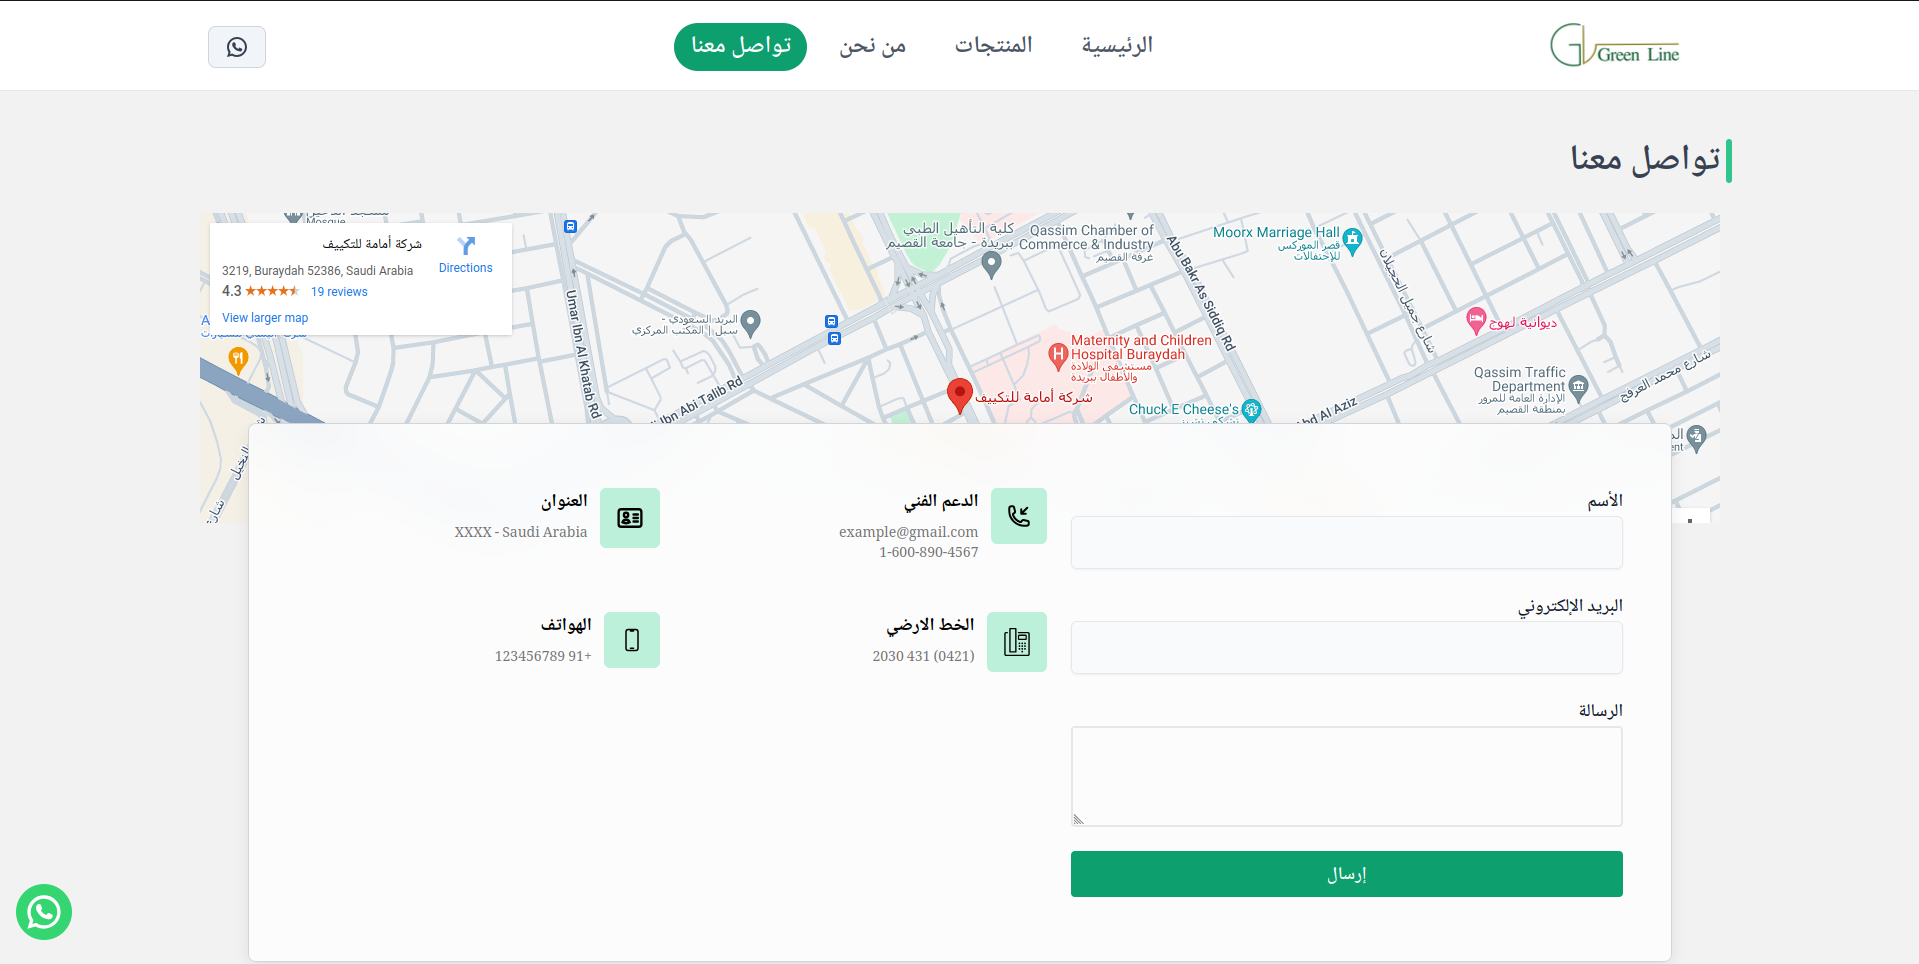 Green Line
الرئيسية
المنتجات
من نحن
تواصل معنا
تواصل معنا
شركة أمامة للتكييف
3219, Buraydah 52386, Saudi Arabia
Directions
4.3
19 reviews
View larger map
Mosque
كلية التأهيل الطبي
ببريدة - جامعة القصيم
Qassim Chamber of
Commerce & Industry
غرفة القصيم
Moorx Marriage Hall
قصر الموركس
للإحتفالات
Abu Bakr As Siddiq Rd
شارع جميل الحجيلان
Umar Ibn Al Khatab Rd
البريد السعودي -
سبل | المكتب المركزي
ديوانية لهوج
Maternity and Children
Hospital Buraydah
مستشفى الولادة
والأطفال ببريدة
Qassim Traffic
Department
الإدارة العامة للمرور
بمنطقة القصيم
شارع محمد العرفج
Ibn Abi Talib Rd
شركة أمامة للتكييف
Chuck E Cheese's
Abd Al Aziz
النخيل
شارع
الأسم
البريد الإلكتروني
الرسالة
إرسال
الدعم الفني
example@gmail.com
1-600-890-4567
العنوان
XXXX - Saudi Arabia
الخط الارضي
2030 431 (0421)
الهواتف
123456789 91+